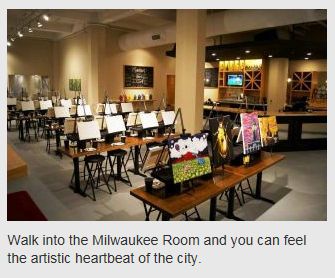 Walk into the Milwaukee Room and you can feel
the artistic heartbeat of the city.